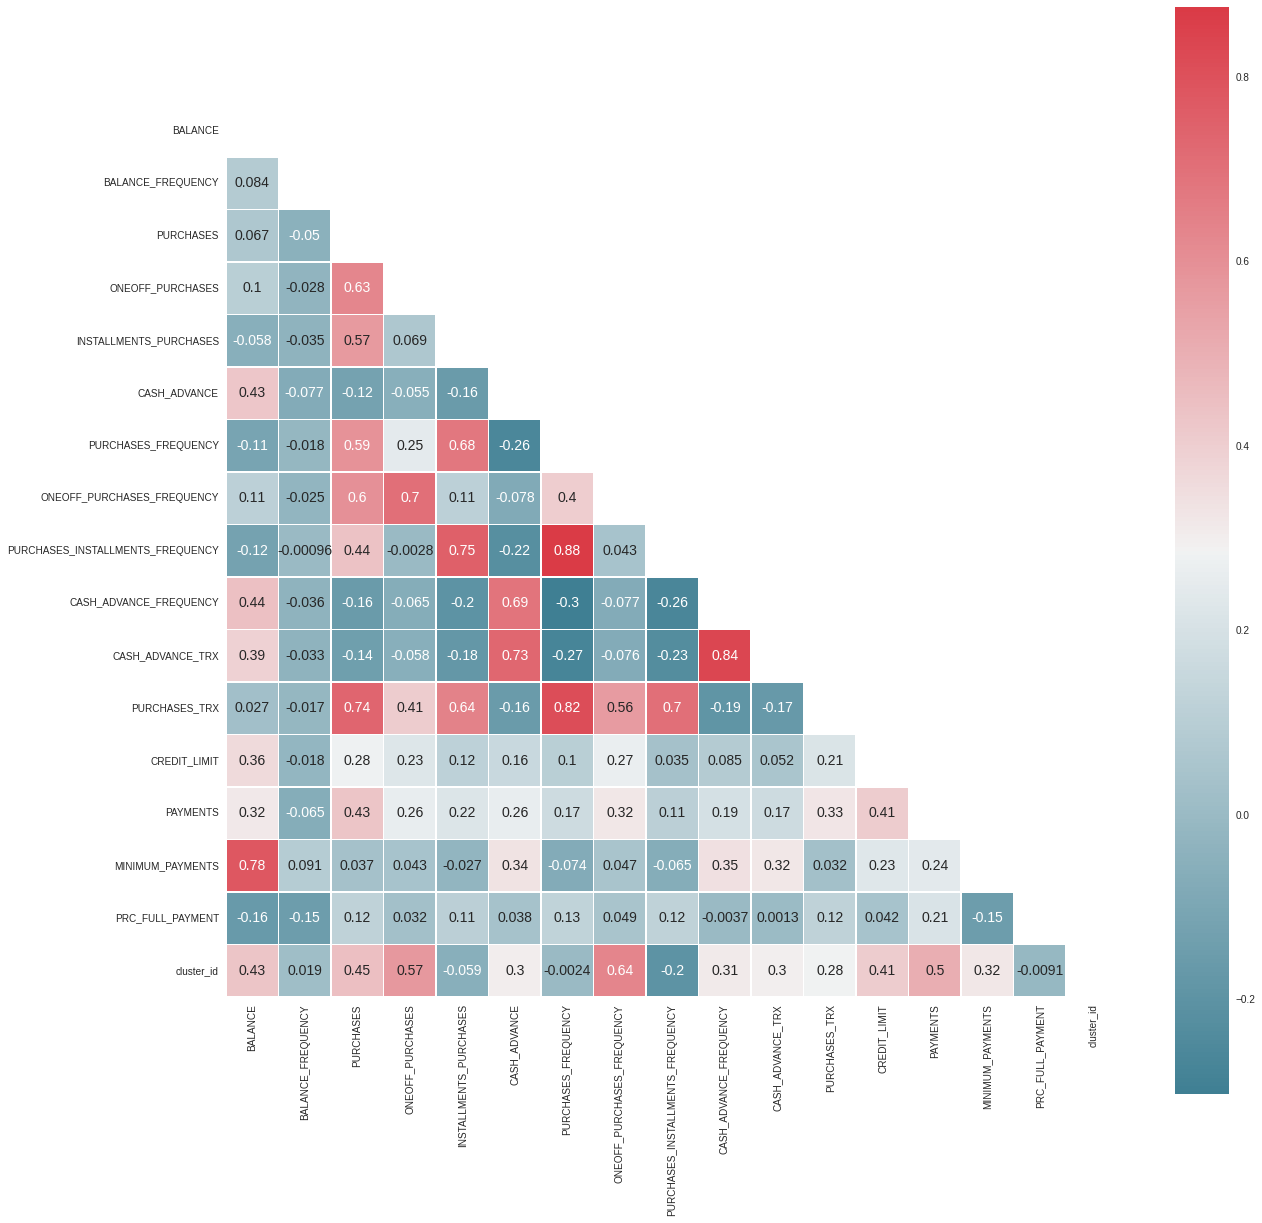 0.8
BALANCE
BALANCE_FREQUENCY 0.084
PURCHASES 0.067 -0.05
0.6
ONEOFF_PURCHASES 0.1 -0.028 0.63
INSTALLMENTS_PURCHASES -0.058 -0.035 0.57 0.069
CASH_ADVANCE 0.43 -0.077 -0.12 -0.055 -0.16
PURCHASES_FREQUENCY -0.11 -0.018 0.59 0.25 0.68 -0.26
0.4
ONEOFF_PURCHASES_FREQUENCY 0.11 -0.025 0.6 0.7 0.11 -0.078 0.4
PURCHASES_INSTALLMENTS_FREQUENCY -0.12 -0.00096 0.44 -0.0028 0.75 -0.22 0.88 0.043
CASH_ADVANCE_FREQUENCY 0.44 -0.036 -0.16 -0.065 -0.2 0.69 -0.3 -0.077 -0.26
0.2
CASH_ADVANCE_TRX 0.39 -0.033 -0.14 -0.058 -0.18 0.73 -0.27 -0.076 -0.23 0.84
PURCHASES_TRX 0.027 -0.017 0.74 0.41 0.64 -0.16 0.82 0.56 0.7 -0.19 -0.17
CREDIT_LIMIT 0.36 -0.018 0.28 0.23 0.12 0.16 0.1 0.27 0.035 0.085 0.052 0.21
PAYMENTS 0.32 -0.065 0.43 0.26 0.22 0.26 0.17 0.32 0.11 0.19 0.17 0.33 0.41
0.0
MINIMUM_PAYMENTS 0.78 0.091 0.037 0.043 -0.027 0.34 -0.074 0.047 -0.065 0.35 0.32 0.032 0.23 0.24
PRC_FULL_PAYMENT -0.16 -0.15 0.12 0.032 0.11 0.038 0.13 0.049 0.12 -0.0037 0.0013 0.12 0.042 0.21 -0.15
cluster_id 0.43 0.019 0.45 0.57 -0.059 0.3 -0.0024 0.64 -0.2 0.31 0.3 0.28 0.41 0.5 0.32 -0.0091
−0.2
BALANCE
BALANCE_FREQUENCY
PURCHASES
ONEOFF_PURCHASES
INSTALLMENTS_PURCHASES
CASH_ADVANCE
PURCHASES_FREQUENCY
ONEOFF_PURCHASES_FREQUENCY
PURCHASES_INSTALLMENTS_FREQUENCY
CASH_ADVANCE_FREQUENCY
CASH_ADVANCE_TRX
PURCHASES_TRX
CREDIT_LIMIT
PAYMENTS
MINIMUM_PAYMENTS
PRC_FULL_PAYMENT
cluster_id